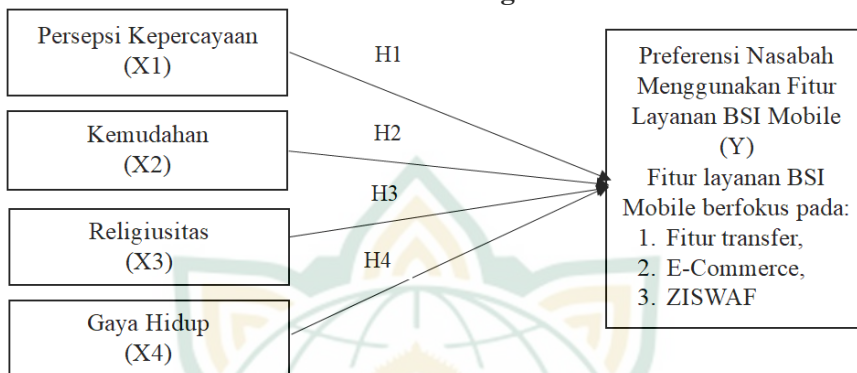 Persepsi Kepercayaan
(X1)
H1
Kemudahan
(X2)
H2
Religiusitas
(X3)
H3
Gaya Hidup
(X4)
H4
Preferensi Nasabah
Menggunakan Fitur
Layanan BSI Mobile
(Y)
Fitur layanan BSI
Mobile berfokus pada:
1. Fitur transfer,
2. E-Commerce,
3. ZISWAF